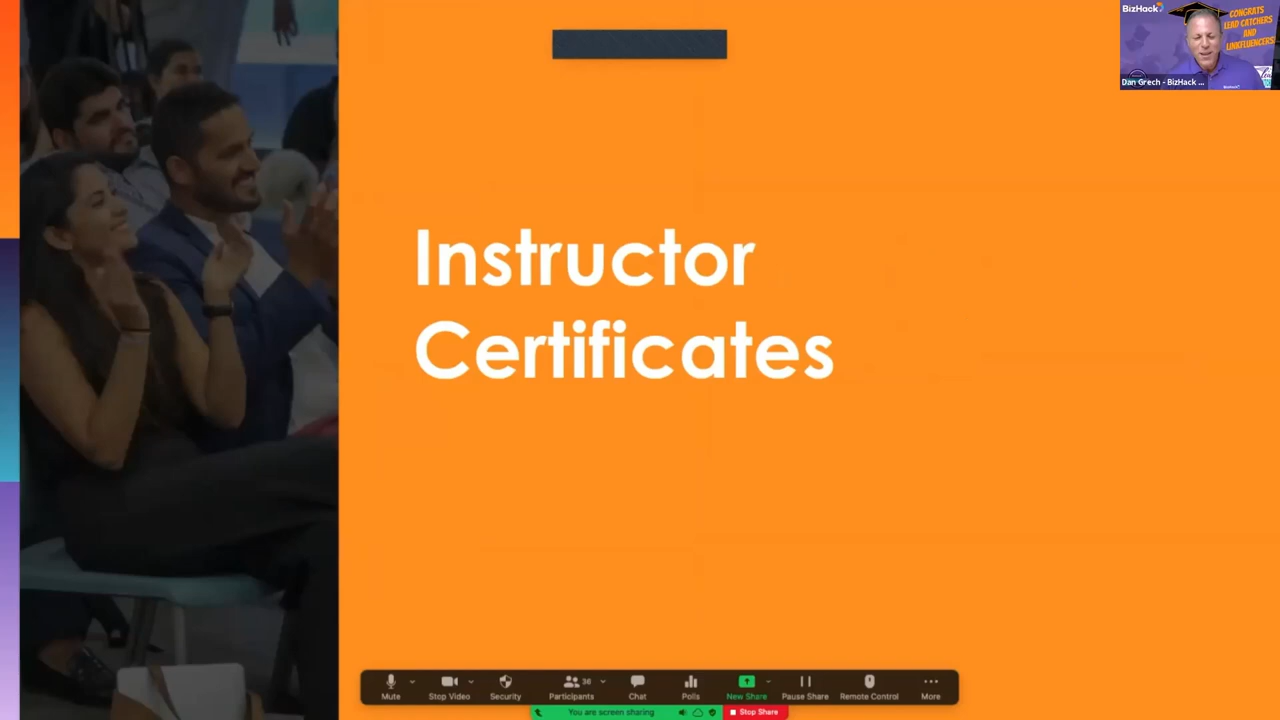 BizHack
CONGRATS
LEAD CATCHERS
AND
LINKFLUENCERS
Dan Grech - BizHack ...
Instructor
Certificates
Mute
Stop Video
Security
36
Participants
Chat
Polls
New Share
Pause Share
Remote Control
More
You are screen sharing
Stop Share